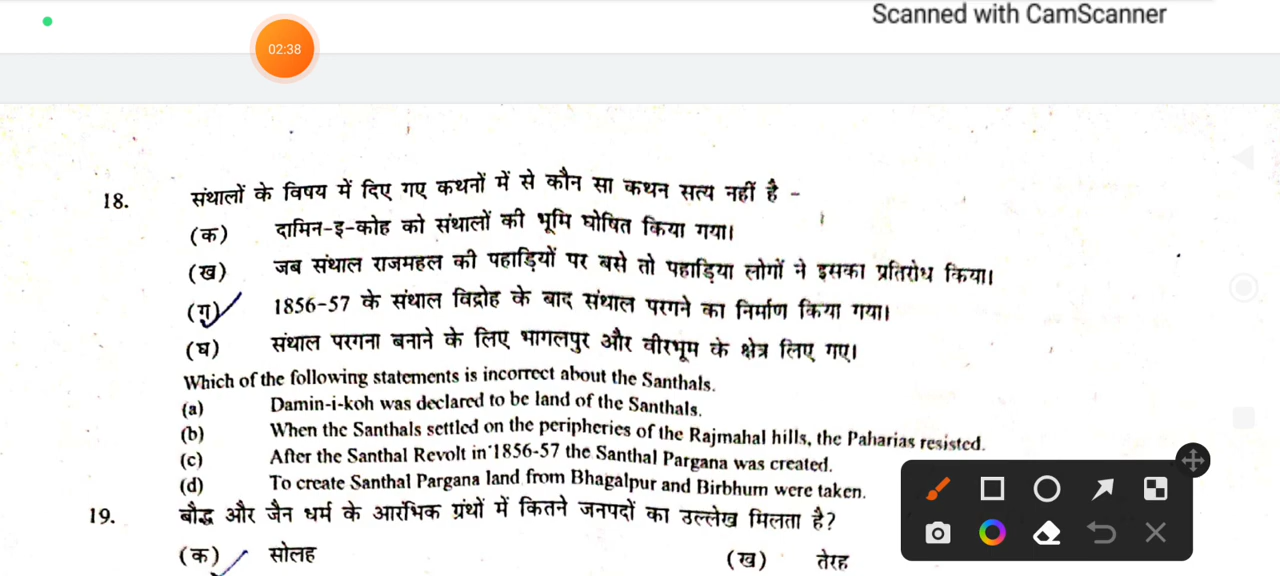 Scanned with CamScanner
02:38
18. संथालों के विषय में दिए गए कथनों में से कौन सा कथन सत्य नहीं है -
(क) दामिन-इ-कोह को संथालों की भूमि घोषित किया गया।
(ख) जब संथाल राजमहल की पहाड़ियों पर बसे तो पहाड़िया लोगों ने इसका प्रतिरोध किया।
(ग) 1856-57 के संथाल विद्रोह के बाद संथाल परगने का निर्माण किया गया।
(घ) संथाल परगना बनाने के लिए भागलपुर और वीरभूम के क्षेत्र लिए गए।
Which of the following statements is incorrect about the Santhals.
(a) Damin-i-koh was declared to be land of the Santhals.
(b) When the Santhals settled on the peripheries of the Rajmahal hills, the Paharias resisted.
(c) After the Santhal Revolt in 1856-57 the Santhal Pargana was created.
(d) To create Santhal Pargana land from Bhagalpur and Birbhum were taken.
19. बौद्ध और जैन धर्म के आरंभिक ग्रंथों में कितने जनपदों का उल्लेख मिलता है?
(क) सोलह (ख) तेरह